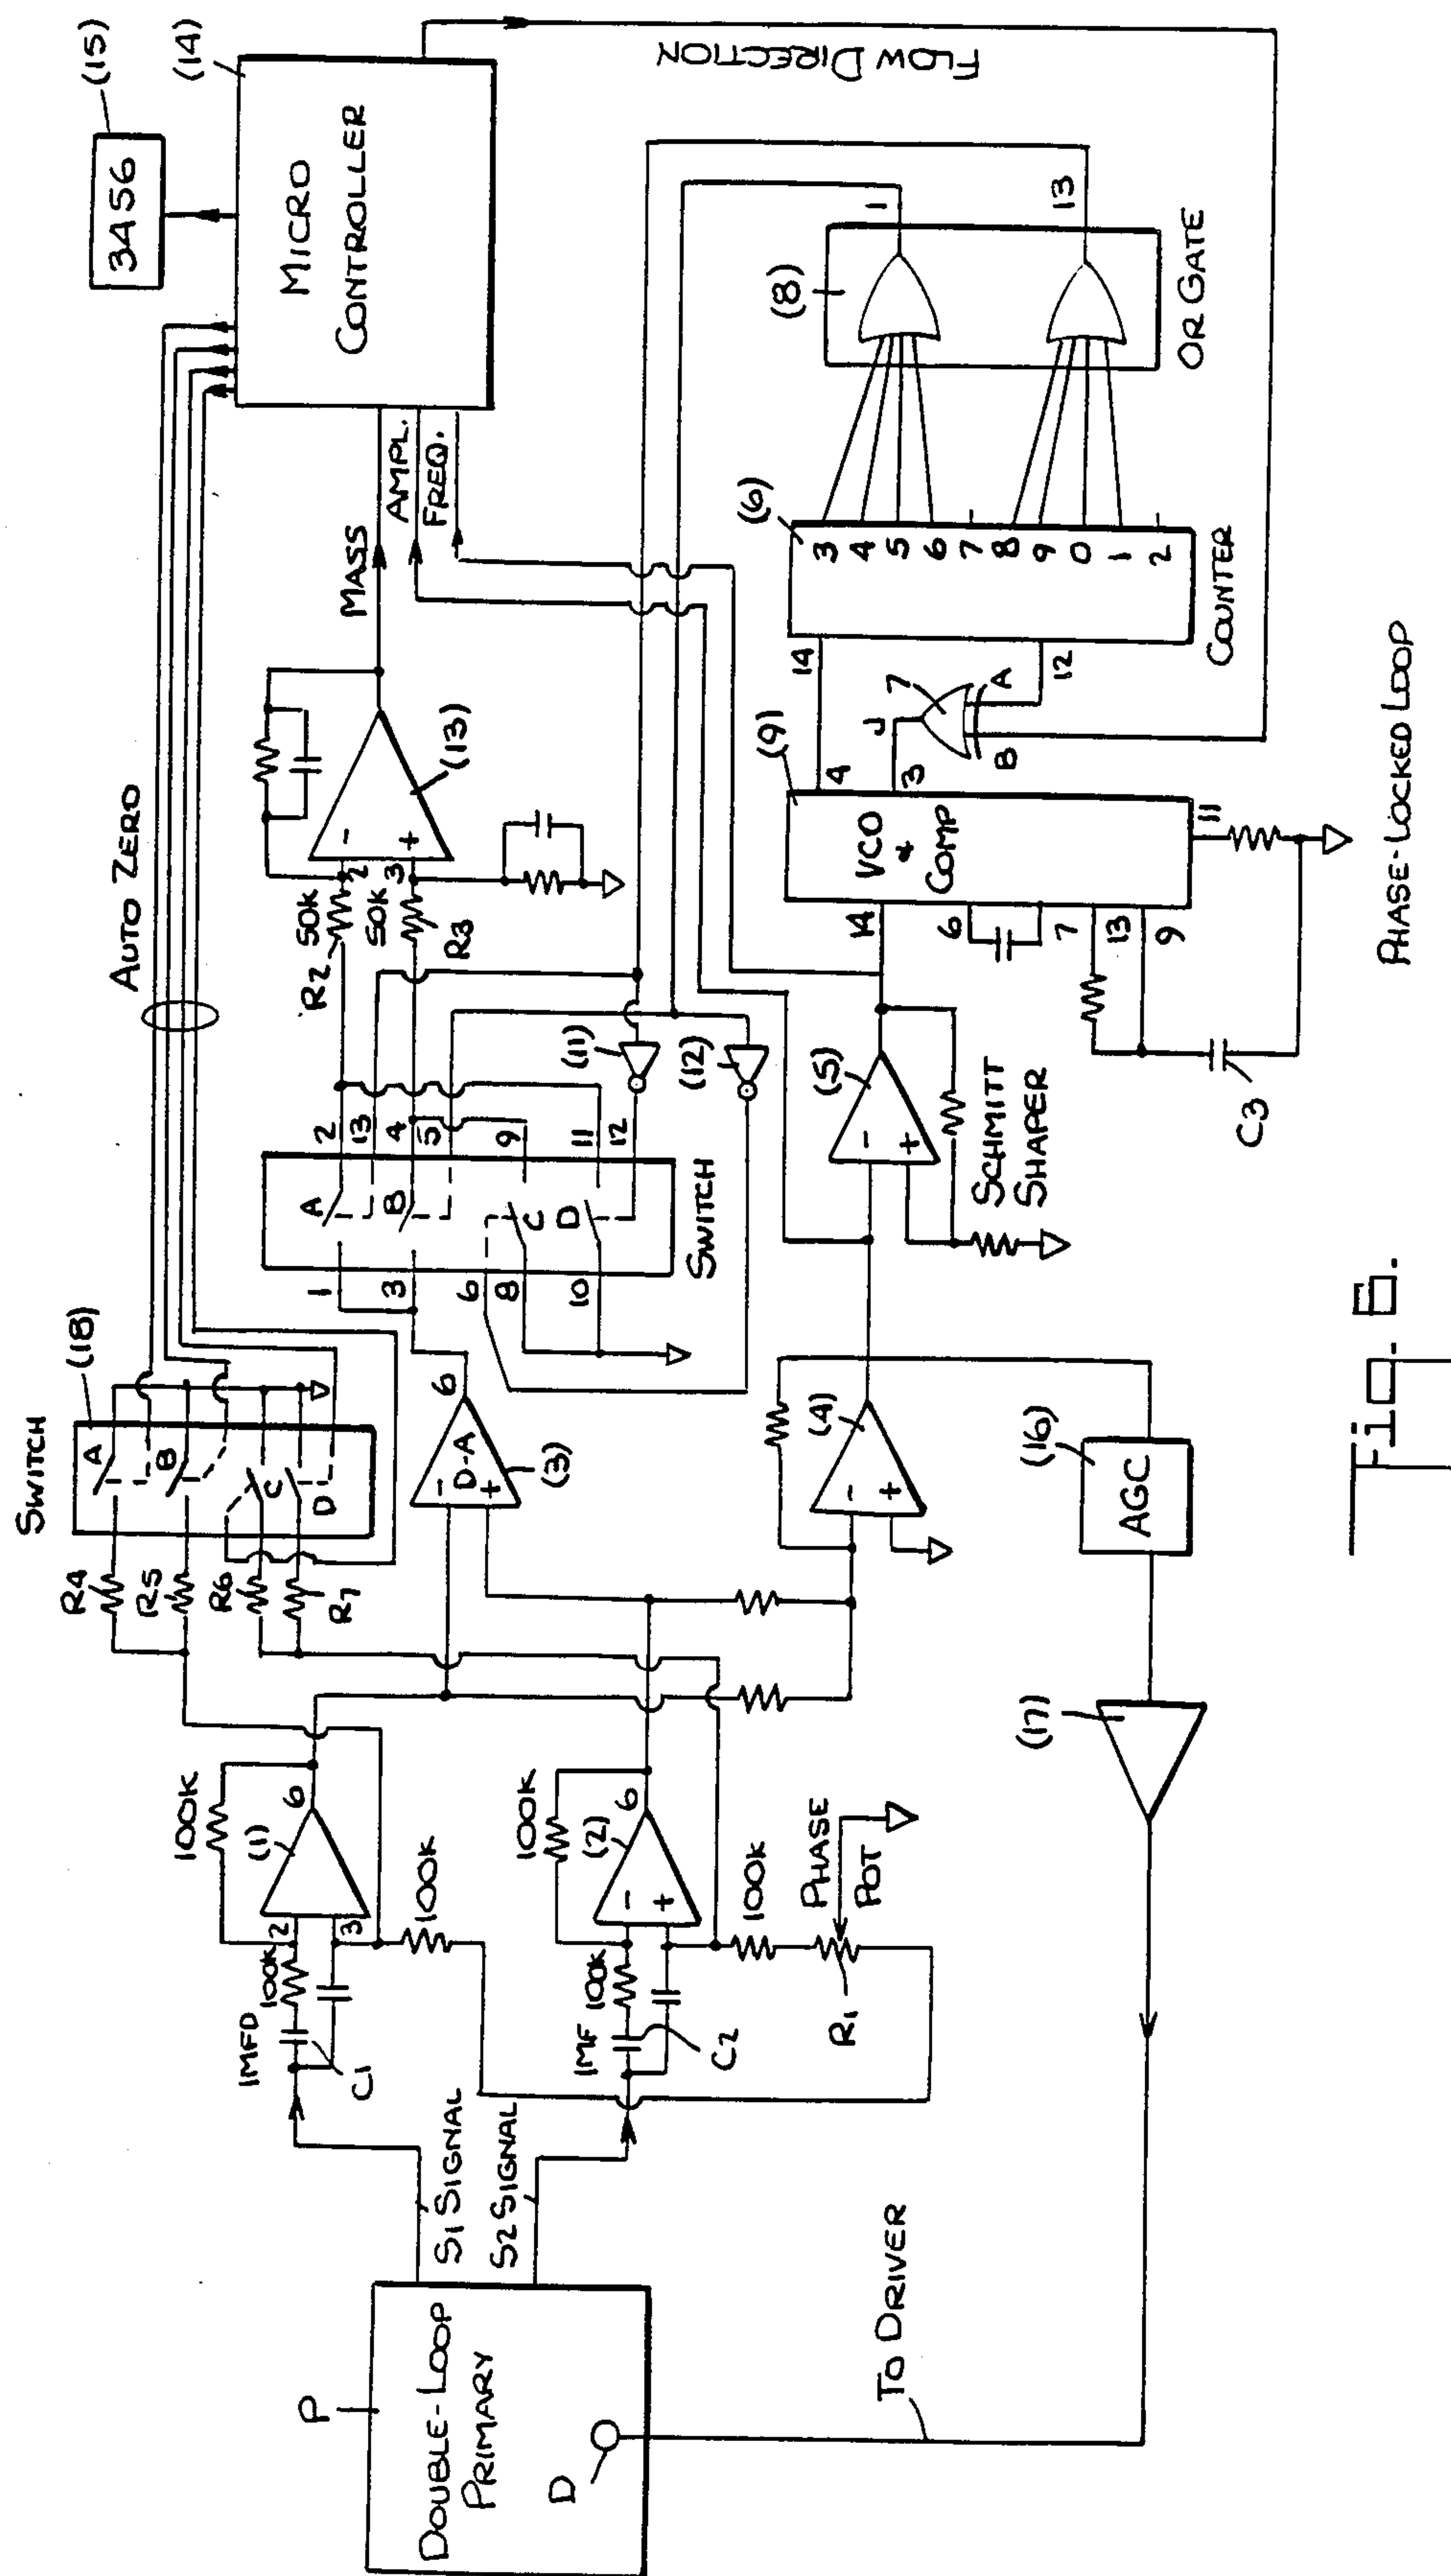 SWITCH
(18)
A
B
C
D
R4
R5
R6
R7
AUTO ZERO
(15)
3456
(14)
MICRO
CONTROLLER
MASS
AMPL.
FREQ.
FLOW DIRECTION
100K
(1)
6
2
3
1MFD
100K
C1
100K
100K
(2)
6
-
+
1MF
100K
C2
100K
PHASE
POT
R1
P
DOUBLE-LOOP
PRIMARY
D
S1 SIGNAL
S2 SIGNAL
TO DRIVER
-
D-A
+
6
(3)
1
3
6
8
10
A
B
C
D
2
13
4
5
9
11
12
SWITCH
R2
50K
50K
R3
2
3
-
+
(13)
(11)
(12)
-
+
(4)
-
+
(5)
SCHMITT
SHAPER
(16)
AGC
(17)
14
6
7
13
9
C3
VCO
&
COMP
(9)
4
3
11
J
7
A
B
14
12
(6)
3
4
5
6
7
8
9
0
1
2
COUNTER
(8)
1
13
OR GATE
PHASE-LOCKED LOOP
Fig. 8.